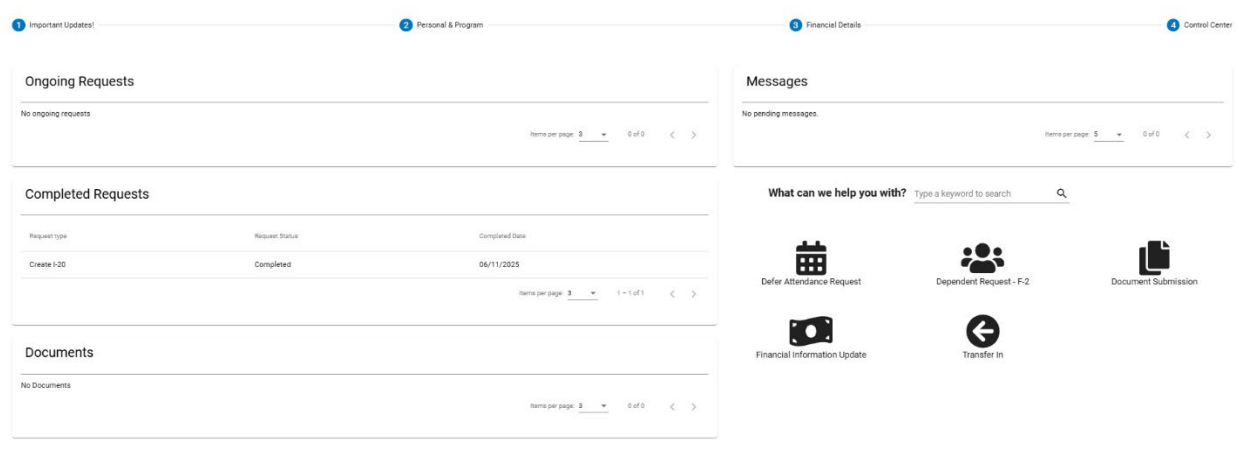 1 Important Updates!
2 Personal & Program
3 Financial Details
4 Control Center
Ongoing Requests
No ongoing requests
Items per page: 3 0 of 0
Messages
No pending messages.
Items per page: 5 0 of 0
Completed Requests
Request type Request Status Completed Date
Create I-20 Completed 06/11/2025
Items per page: 3 1 – 1 of 1
What can we help you with? Type a keyword to search
Defer Attendance Request
Dependent Request - F-2
Document Submission
Financial Information Update
Transfer In
Documents
No Documents
Items per page: 3 0 of 0